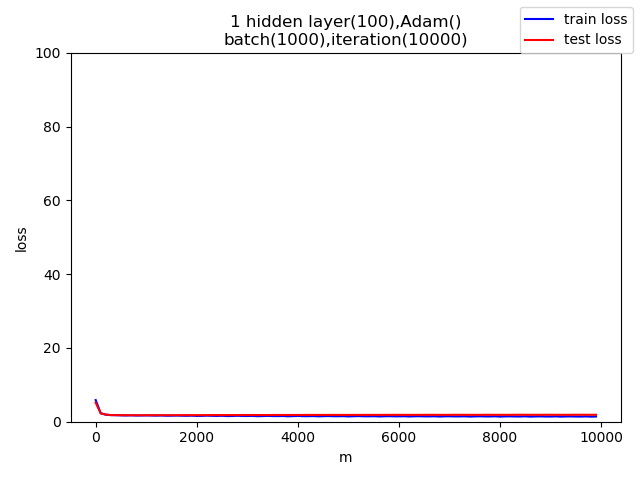 1 hidden layer(100),Adam()
batch(1000),iteration(10000)
train loss
test loss
100
80
60
40
20
0
loss
0
2000
4000
6000
8000
10000
m